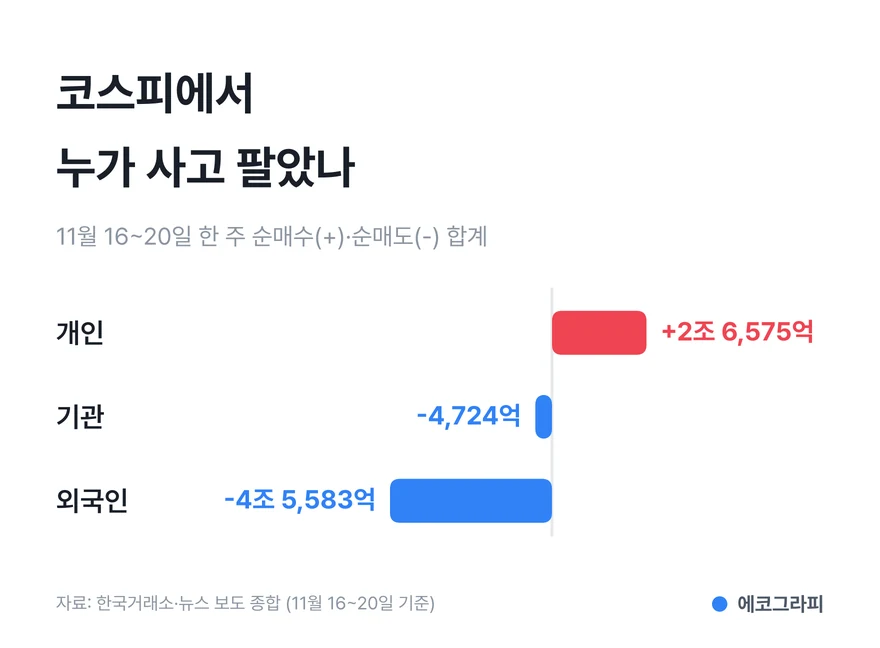 코스피에서
누가 사고 팔았나
11월 16~20일 한 주 순매수(+)·순매도(-) 합계
개인
+2조 6,575억
기관
-4,724억
외국인
-4조 5,583억
자료: 한국거래소·뉴스 보도 종합 (11월 16~20일 기준)
에코그라피